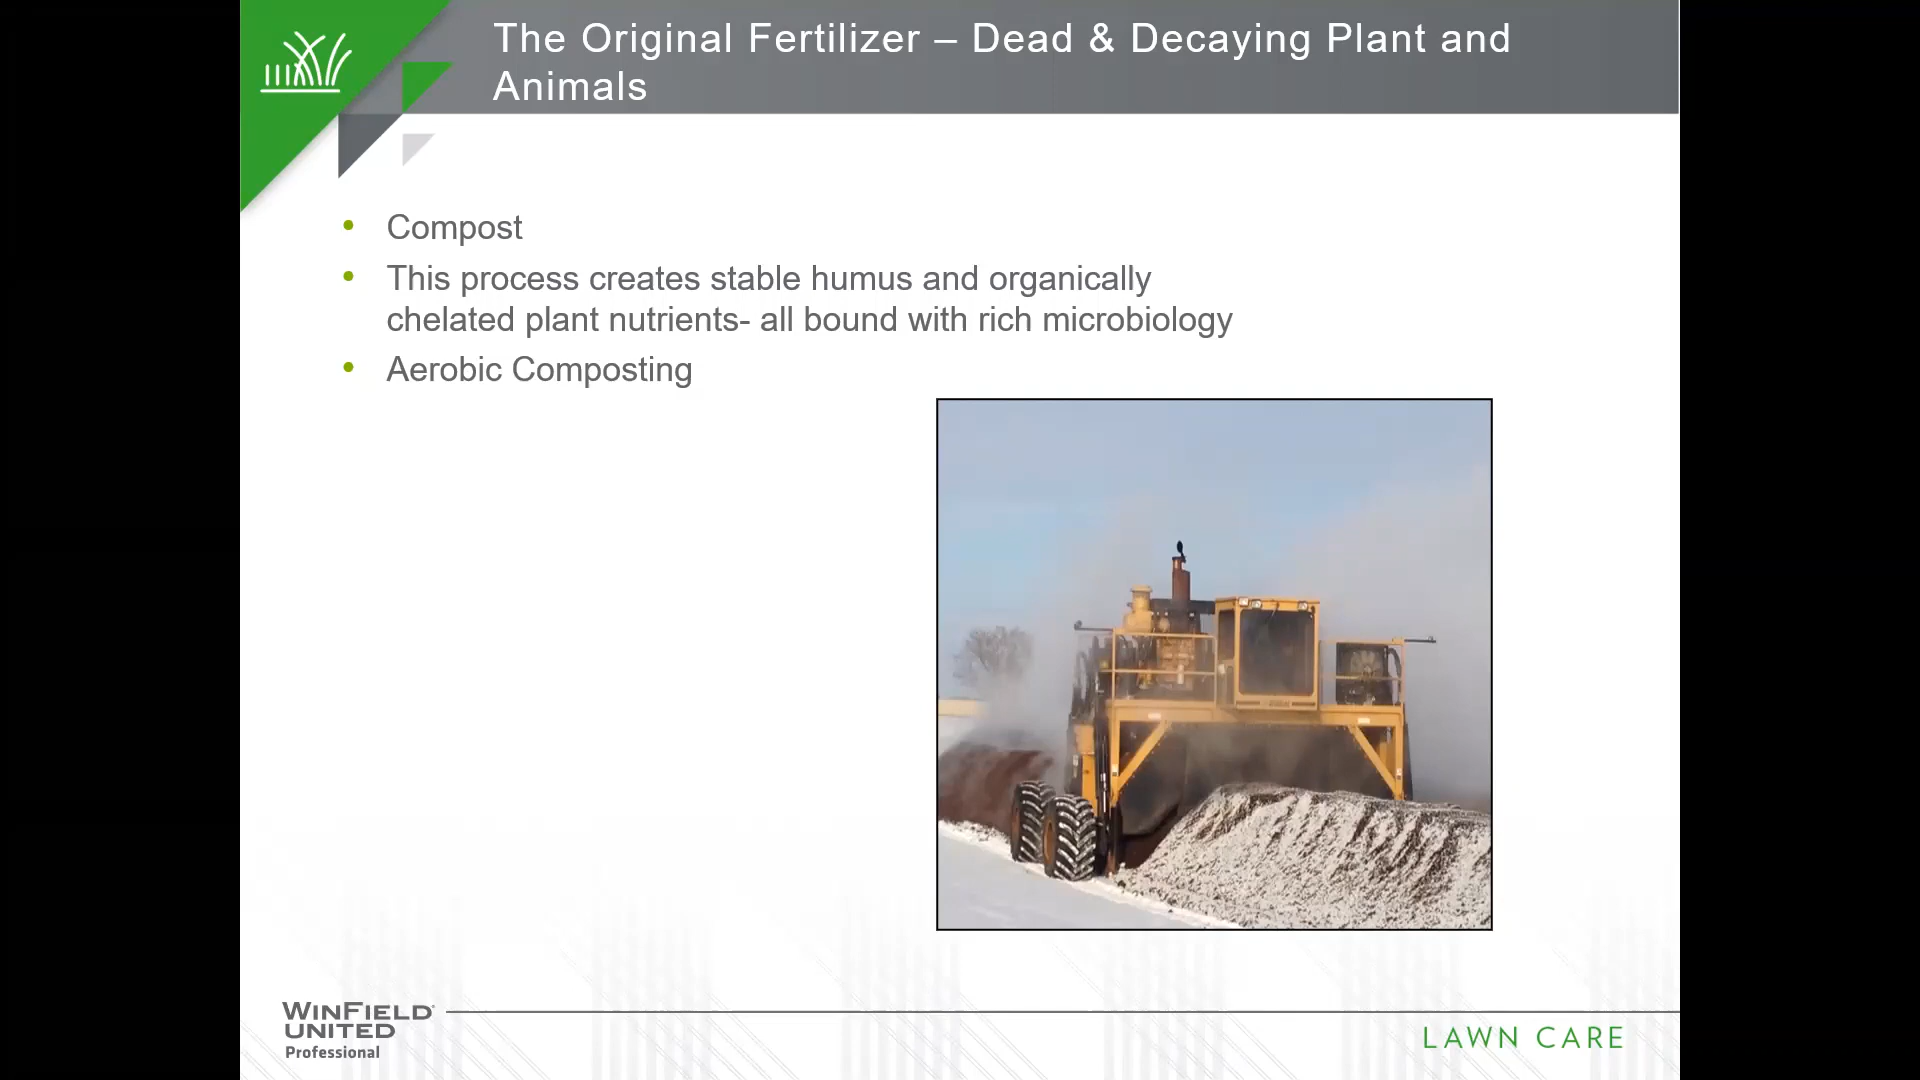 The Original Fertilizer – Dead & Decaying Plant and
Animals
• Compost
• This process creates stable humus and organically
chelated plant nutrients- all bound with rich microbiology
• Aerobic Composting
WINFIELD
UNITED
Professional
LAWN CARE